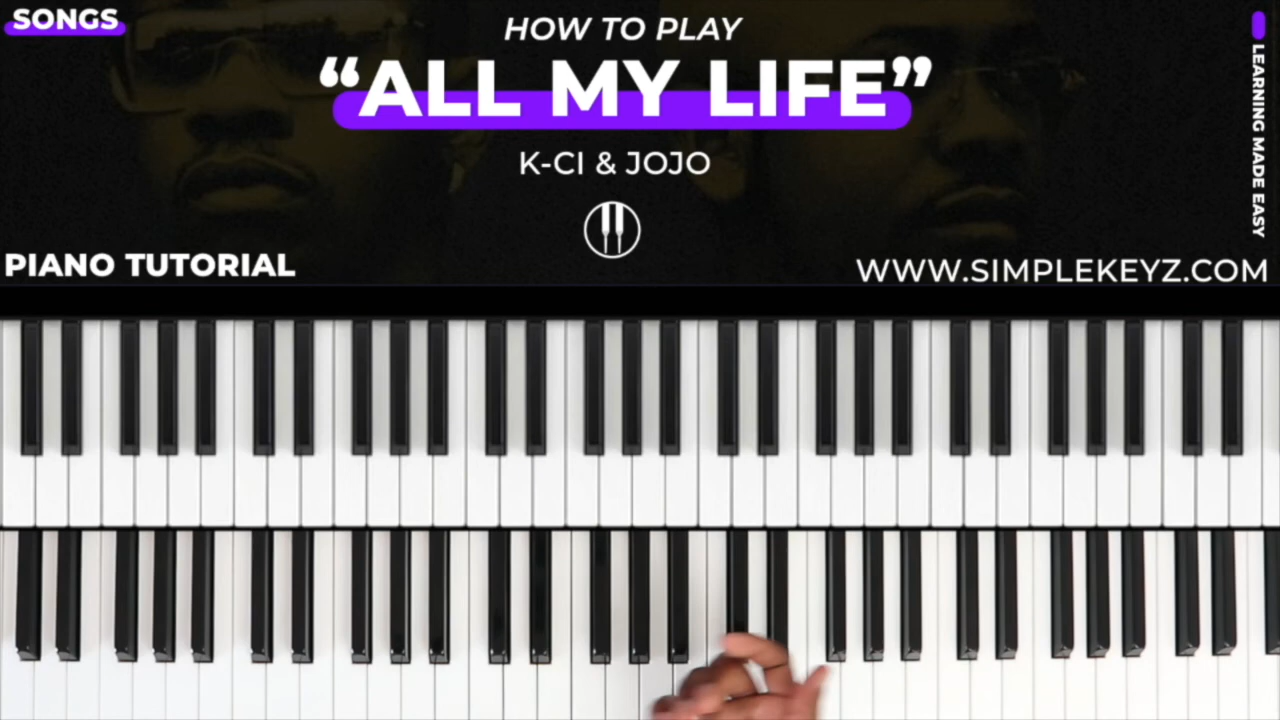 SONGS
HOW TO PLAY
“ALL MY LIFE”
K-CI & JOJO
PIANO TUTORIAL
WWW.SIMPLEKEYZ.COM
LEARNING MADE EASY